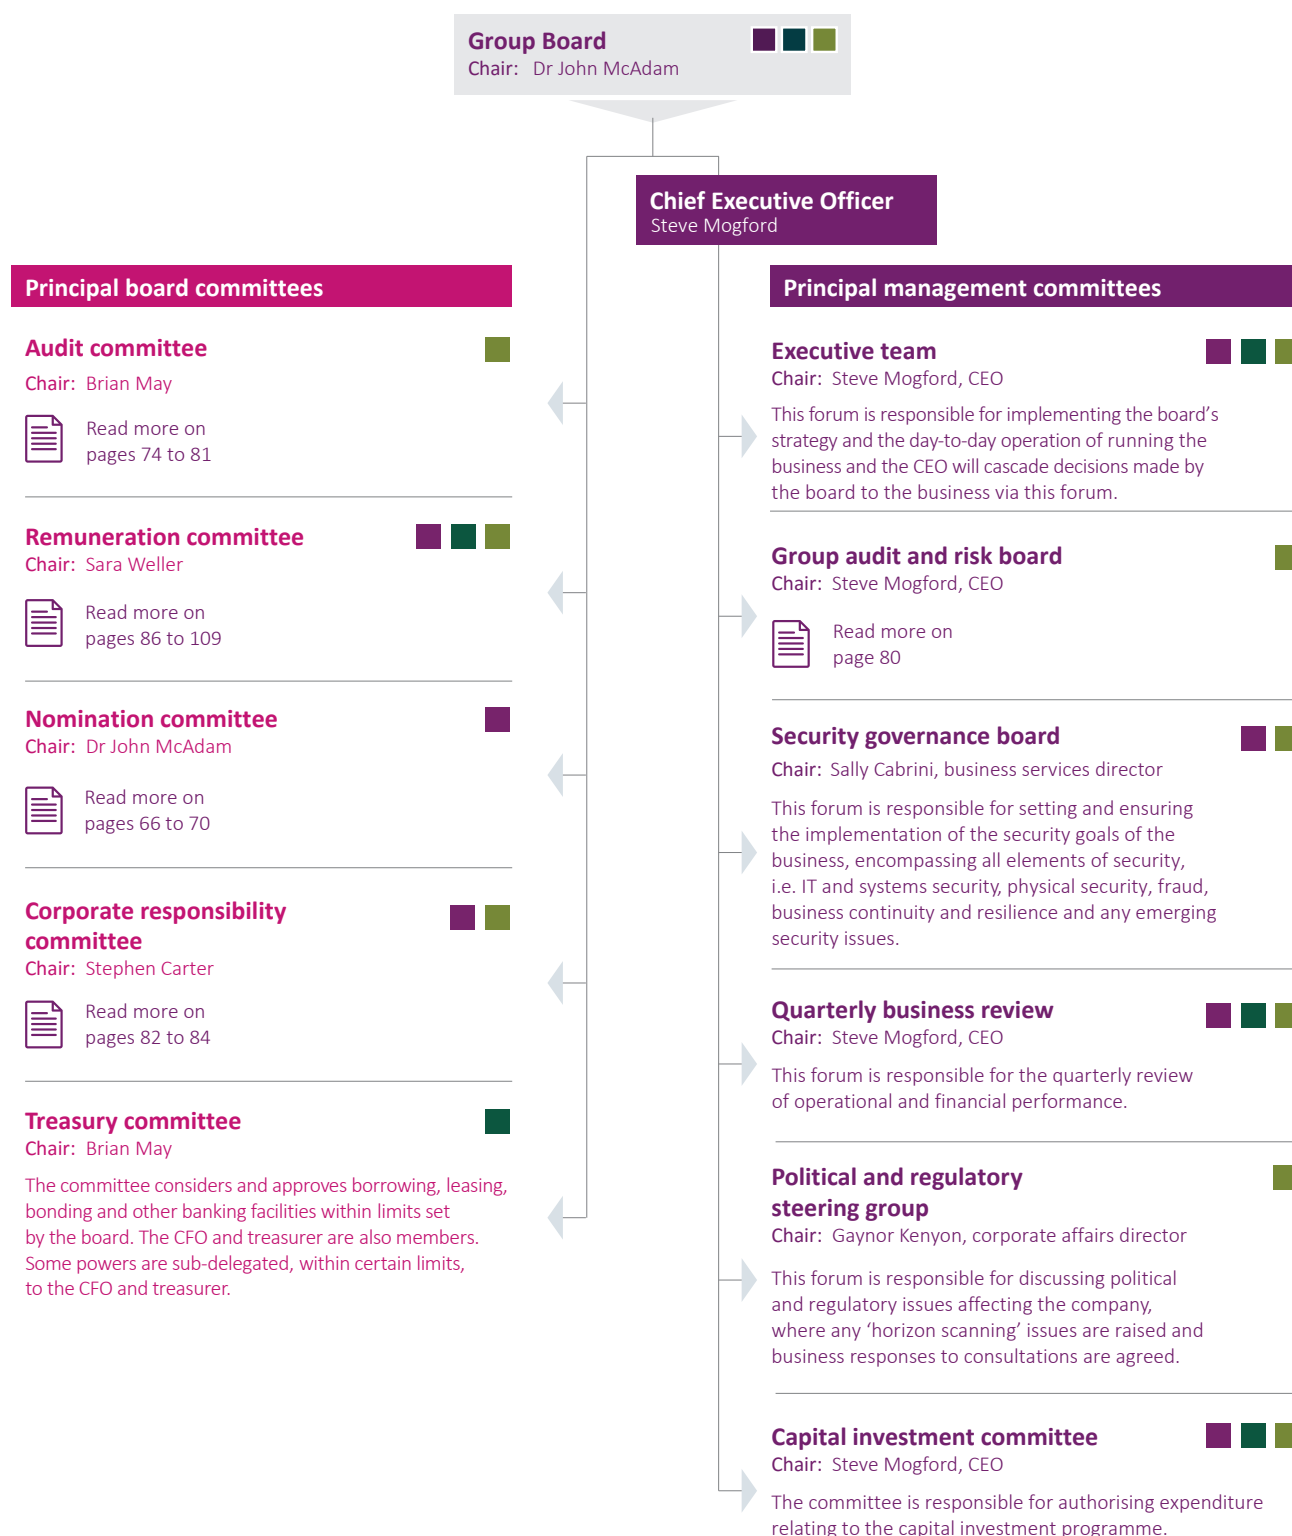 Group Board
Chair: Dr John McAdam
Chief Executive Officer
Steve Mogford
Principal board committees
Audit committee
Chair: Brian May
Read more on
pages 74 to 81
Remuneration committee
Chair: Sara Weller
Read more on
pages 86 to 109
Nomination committee
Chair: Dr John McAdam
Read more on
pages 66 to 70
Corporate responsibility
committee
Chair: Stephen Carter
Read more on
pages 82 to 84
Treasury committee
Chair: Brian May
The committee considers and approves borrowing, leasing,
bonding and other banking facilities within limits set
by the board. The CFO and treasurer are also members.
Some powers are sub-delegated, within certain limits,
to the CFO and treasurer.
Principal management committees
Executive team
Chair: Steve Mogford, CEO
This forum is responsible for implementing the board’s
strategy and the day-to-day operation of running the
business and the CEO will cascade decisions made by
the board to the business via this forum.
Group audit and risk board
Chair: Steve Mogford, CEO
Read more on
page 80
Security governance board
Chair: Sally Cabrini, business services director
This forum is responsible for setting and ensuring
the implementation of the security goals of the
business, encompassing all elements of security,
i.e. IT and systems security, physical security, fraud,
business continuity and resilience and any emerging
security issues.
Quarterly business review
Chair: Steve Mogford, CEO
This forum is responsible for the quarterly review
of operational and financial performance.
Political and regulatory
steering group
Chair: Gaynor Kenyon, corporate affairs director
This forum is responsible for discussing political
and regulatory issues affecting the company,
where any ‘horizon scanning’ issues are raised and
business responses to consultations are agreed.
Capital investment committee
Chair: Steve Mogford, CEO
The committee is responsible for authorising expenditure
relating to the capital investment programme.